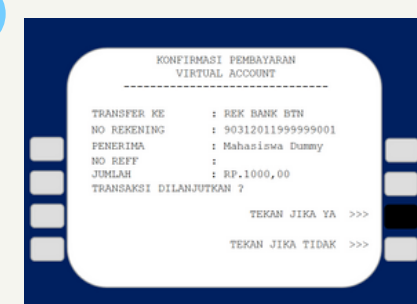 KONFIRMASI PEMBAYARAN
VIRTUAL ACCOUNT
--------------------------------
TRANSFER KE : REK BANK BTN
NO REKENING : 90312011999999001
PENERIMA : Mahasiswa Dummy
NO REFF :
JUMLAH : RP.1000,00
TRANSAKSI DILANJUTKAN ?
TEKAN JIKA YA >>>
TEKAN JIKA TIDAK >>>